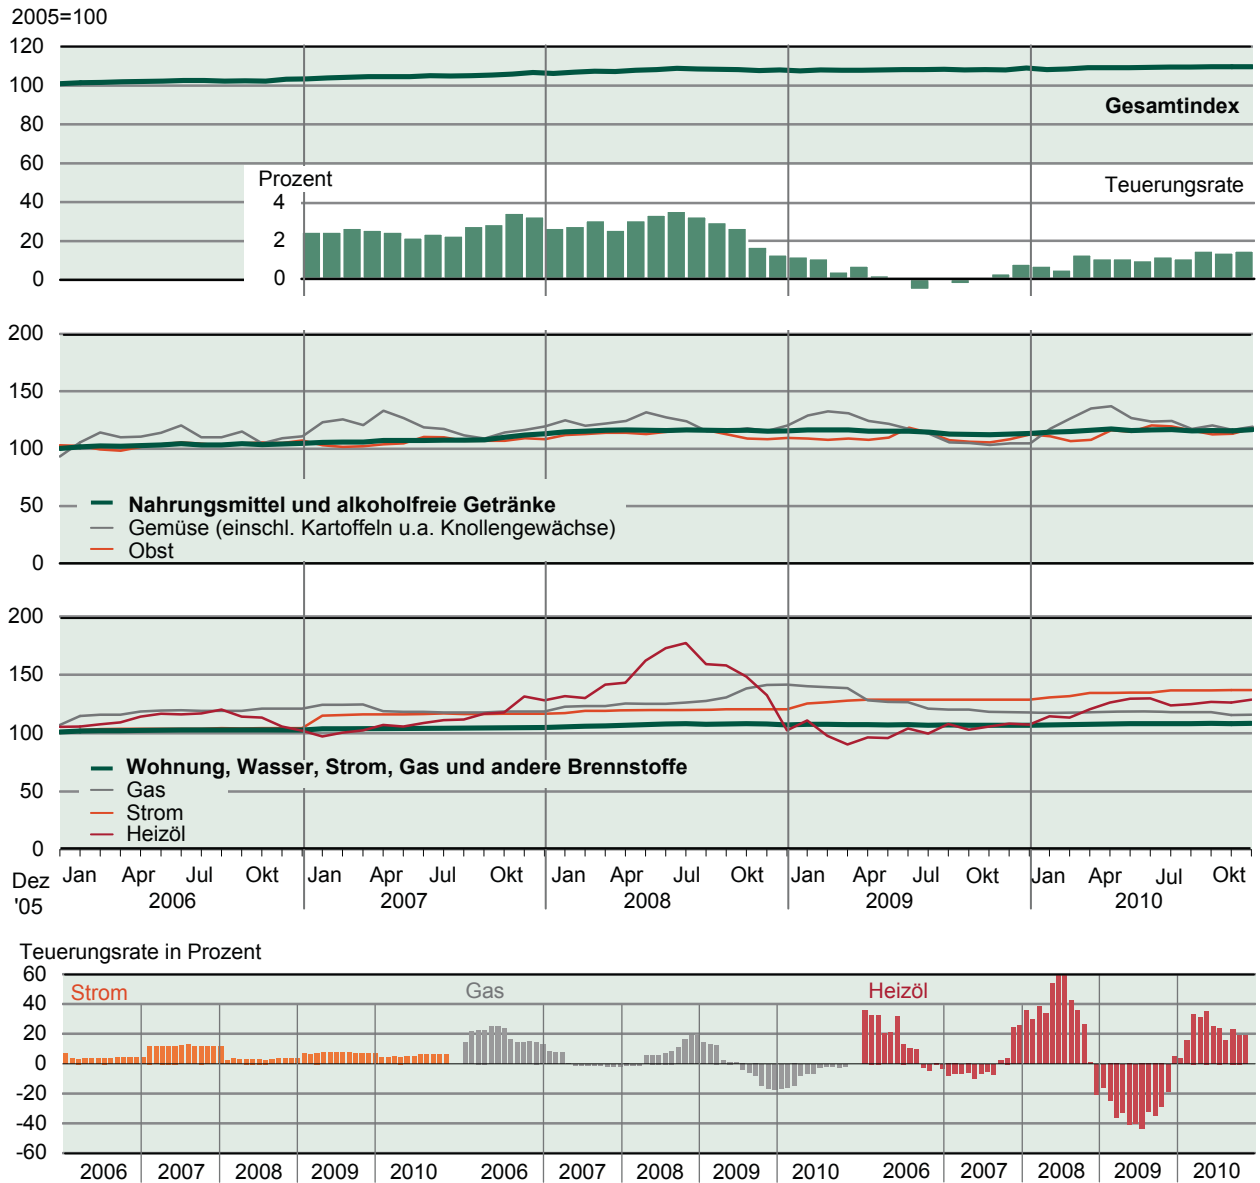 2005=100
120
100
80
60
40
20
0
Gesamtindex
Prozent
Teuerungsrate
4
2
0
200
150
100
50
0
Nahrungsmittel und alkoholfreie Getränke
Gemüse (einschl. Kartoffeln u.a. Knollengewächse)
Obst
200
150
100
50
0
Wohnung, Wasser, Strom, Gas und andere Brennstoffe
Gas
Strom
Heizöl
Dez Jan Apr Jul Okt Jan Apr Jul Okt Jan Apr Jul Okt Jan Apr Jul Okt Jan Apr Jul Okt
'05 2006 2007 2008 2009 2010
Teuerungsrate in Prozent
60
40
20
0
-20
-40
-60
Strom Gas Heizöl
2006 2007 2008 2009 2010 2006 2007 2008 2009 2010 2006 2007 2008 2009 2010